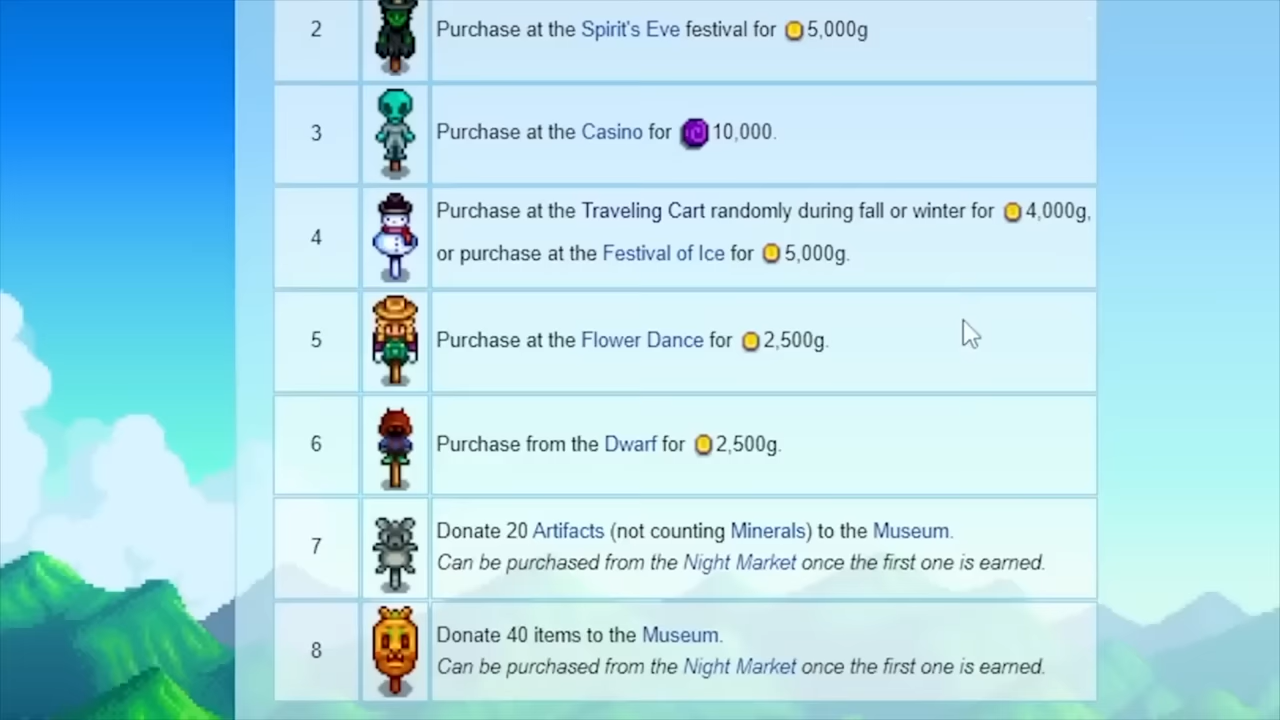 2 Purchase at the Spirit's Eve festival for 5,000g
3 Purchase at the Casino for 10,000.
4 Purchase at the Traveling Cart randomly during fall or winter for 4,000g,
or purchase at the Festival of Ice for 5,000g.
5 Purchase at the Flower Dance for 2,500g.
6 Purchase from the Dwarf for 2,500g.
7 Donate 20 Artifacts (not counting Minerals) to the Museum.
Can be purchased from the Night Market once the first one is earned.
8 Donate 40 items to the Museum.
Can be purchased from the Night Market once the first one is earned.